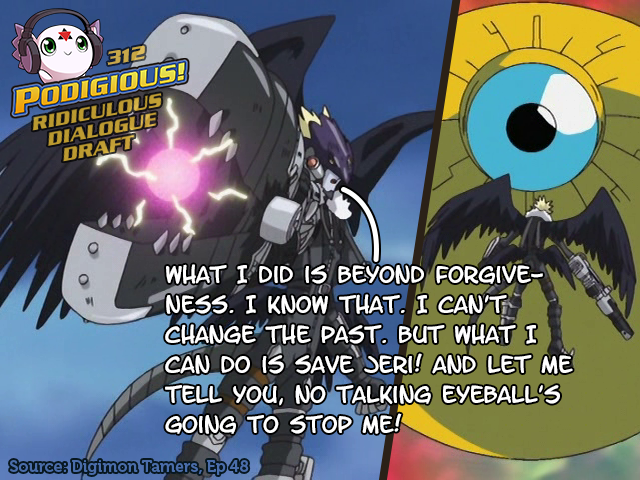 312
PODIGIOUS!
RIDICULOUS
DIALOGUE
DRAFT
WHAT I DID IS BEYOND FORGIVE-
NESS. I KNOW THAT. I CAN'T
CHANGE THE PAST. BUT WHAT I
CAN DO IS SAVE JERI! AND LET ME
TELL YOU, NO TALKING EYEBALL'S
GOING TO STOP ME!
Source: Digimon Tamers, Ep 48